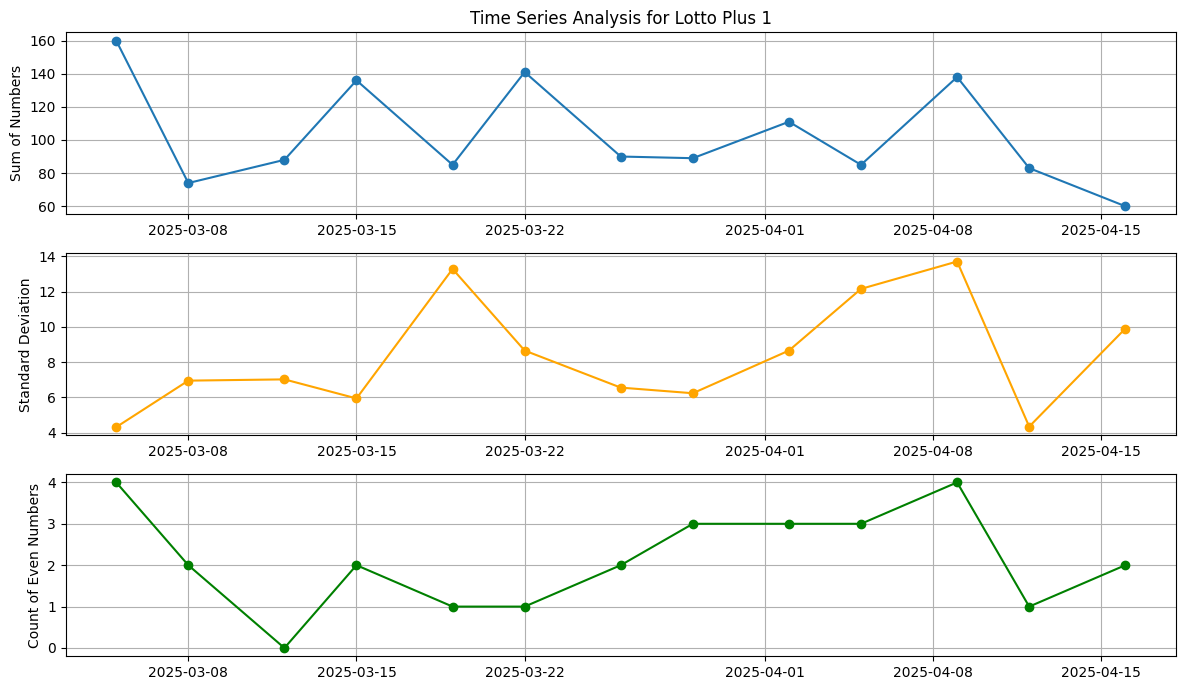 Time Series Analysis for Lotto Plus 1
Sum of Numbers
160
140
120
100
80
60
2025-03-08 2025-03-15 2025-03-22 2025-04-01 2025-04-08 2025-04-15
Standard Deviation
14
12
10
8
6
4
2025-03-08 2025-03-15 2025-03-22 2025-04-01 2025-04-08 2025-04-15
Count of Even Numbers
4
3
2
1
0
2025-03-08 2025-03-15 2025-03-22 2025-04-01 2025-04-08 2025-04-15